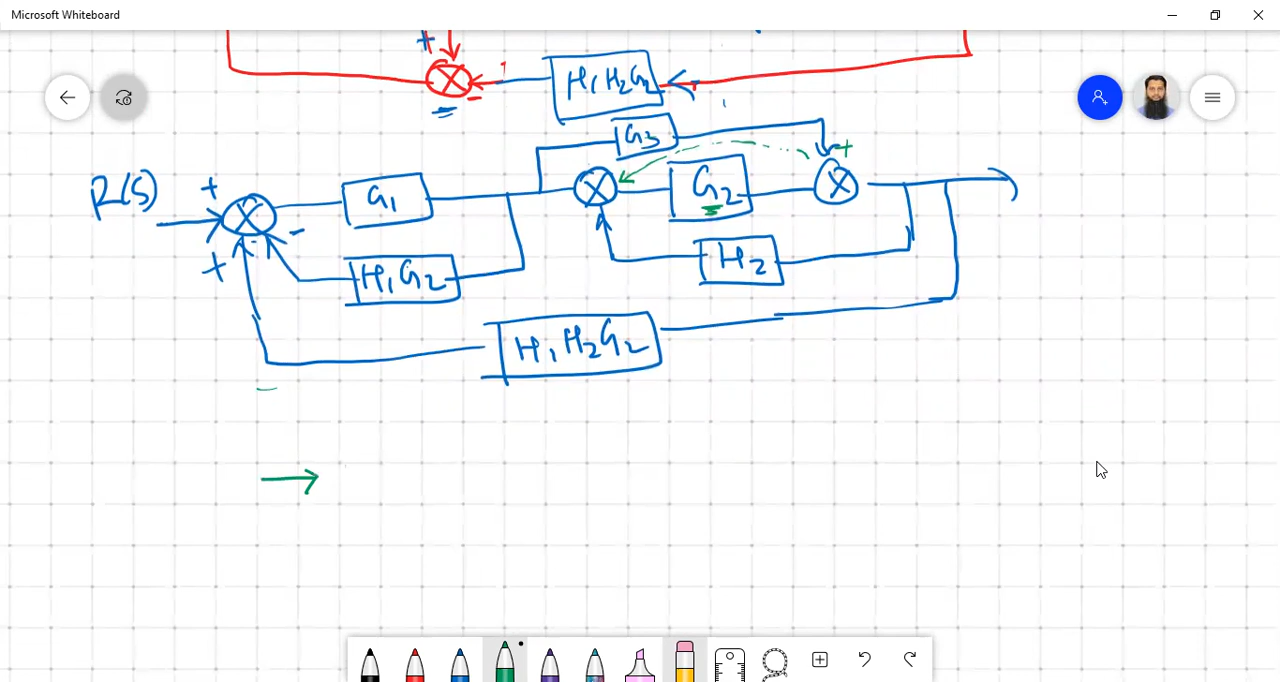 Microsoft Whiteboard
+
H₁H₂G₂
-
G₃
+
R(S)
+
G₁
G₂
-
-
+
H₁G₂
H₂
H₁H₂G₂
-